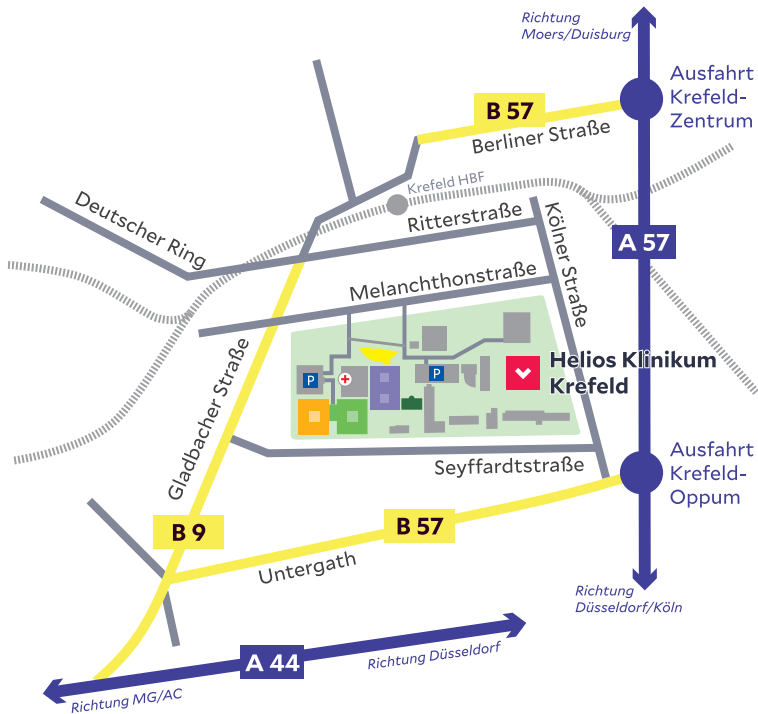 Richtung
Moers/Duisburg
Ausfahrt
Krefeld-
Zentrum
B 57
Berliner Straße
Krefeld HBF
Deutscher Ring
Ritterstraße
Kölner Straße
A 57
Melanchthonstraße
Helios Klinikum
Krefeld
P
P
Gladbacher Straße
Seyffardtstraße
Ausfahrt
Krefeld-
Oppum
B 9
B 57
Untergath
Richtung
Düsseldorf/Köln
A 44
Richtung Düsseldorf
Richtung MG/AC